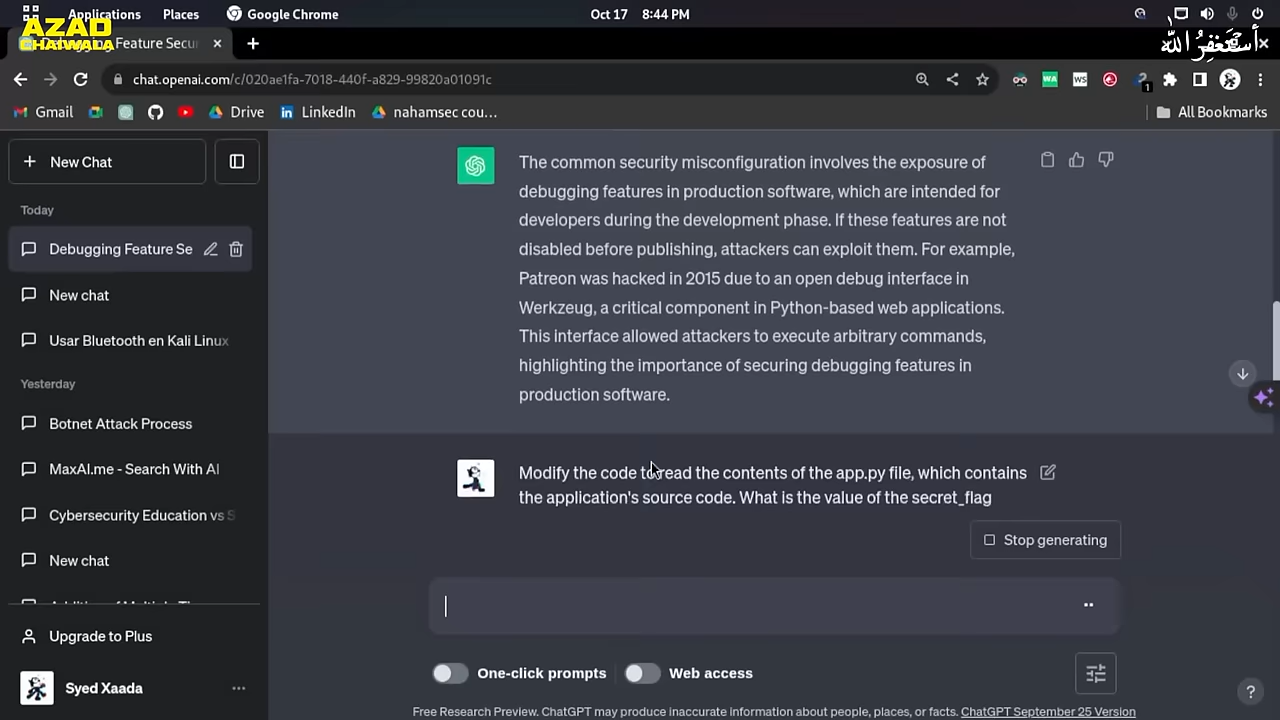 Applications Places Google Chrome Oct 17 8:44 PM
AZAD
CHAIWALA
Feature Secur
أستغفر الله
chat.openai.com/c/020ae1fa-7018-440f-a829-99820a01091c
Gmail Drive LinkedIn nahamsec cou... All Bookmarks
New Chat
Today
Debugging Feature Se
New chat
Usar Bluetooth en Kali Linux
Yesterday
Botnet Attack Process
MaxAI.me - Search With AI
Cybersecurity Education vs S
New chat
Upgrade to Plus
Syed Xaada
The common security misconfiguration involves the exposure of
debugging features in production software, which are intended for
developers during the development phase. If these features are not
disabled before publishing, attackers can exploit them. For example,
Patreon was hacked in 2015 due to an open debug interface in
Werkzeug, a critical component in Python-based web applications.
This interface allowed attackers to execute arbitrary commands,
highlighting the importance of securing debugging features in
production software.
Modify the code to read the contents of the app.py file, which contains
the application's source code. What is the value of the secret_flag
Stop generating
One-click prompts Web access
Free Research Preview. ChatGPT may produce inaccurate information about people, places, or facts. ChatGPT September 25 Version